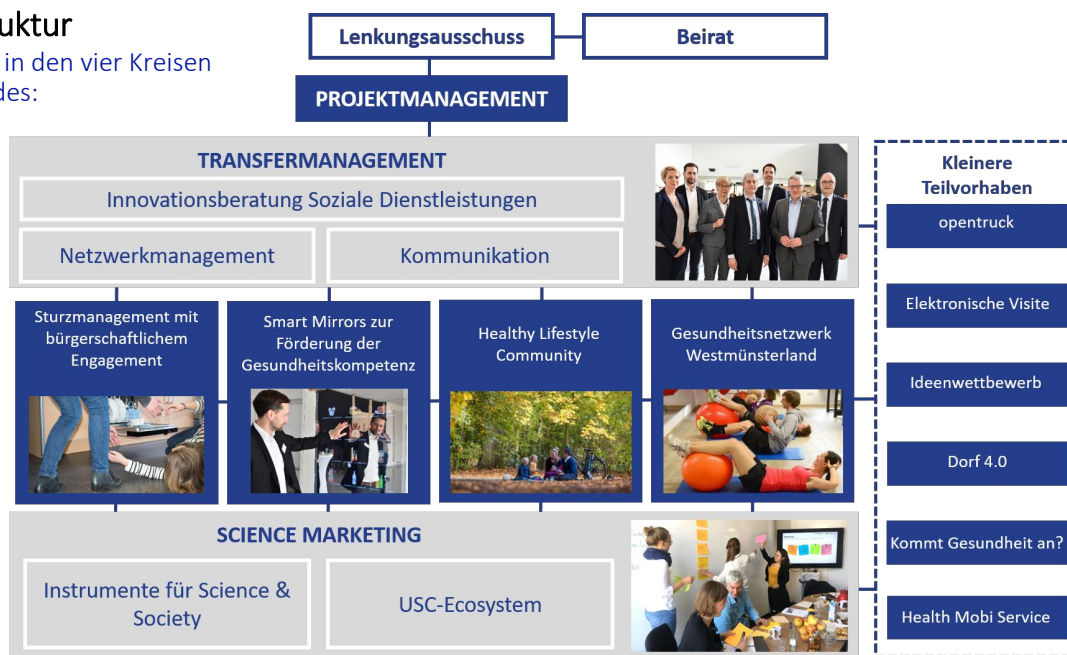 uktur
in den vier Kreisen
des:
Lenkungsausschuss
Beirat
PROJEKTMANAGEMENT
TRANSFERMANAGEMENT
Innovationsberatung Soziale Dienstleistungen
Netzwerkmanagement
Kommunikation
Sturzmanagement mit
bürgerschaftlichem
Engagement
Smart Mirrors zur
Förderung der
Gesundheitskompetenz
Healthy Lifestyle
Community
Gesundheitsnetzwerk
Westmünsterland
SCIENCE MARKETING
Instrumente für Science &
Society
USC-Ecosystem
Kleinere
Teilvorhaben
opentruck
Elektronische Visite
Ideenwettbewerb
Dorf 4.0
Kommt Gesundheit an?
Health Mobi Service